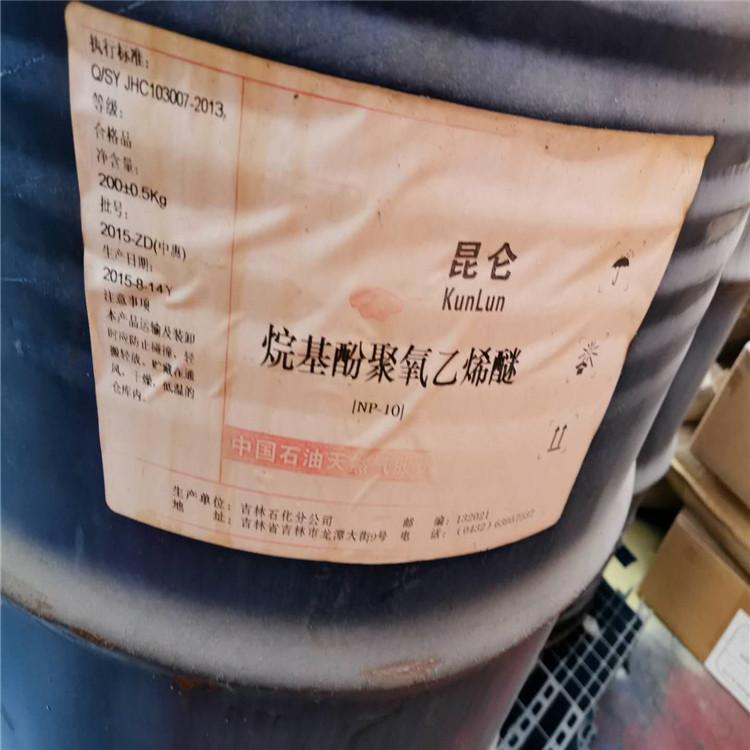 执行标准:
Q/SY JHC103007-2013,
等级:
合格品
净含量:
200±0.5Kg
批号:
2015-ZD(中惠)
生产日期:
2015-8-14Y
注意事项
本产品运输及装卸
时应防止碰撞,轻
搬轻放,贮藏在通
风,干燥,低温的
仓库内。
昆仑
KunLun
烷基酚聚氧乙烯醚
[NP-10]
中国石油天然气股
生产单位: 吉林石化分公司
地 址: 吉林省吉林市龙潭大街9号
邮 编: 132021
电 话: (0432)